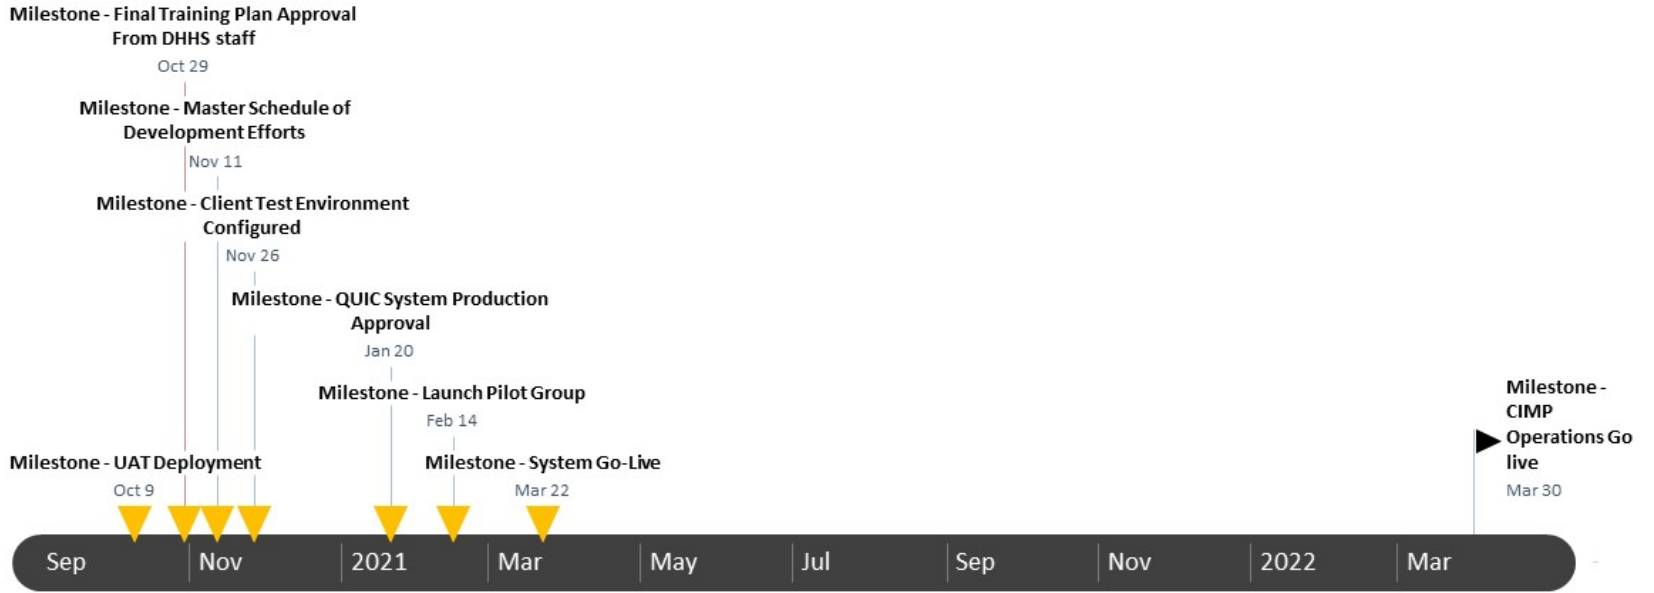 Milestone - Final Training Plan Approval
From DHHS staff
Oct 29
Milestone - Master Schedule of
Development Efforts
Nov 11
Milestone - Client Test Environment
Configured
Nov 26
Milestone - QUIC System Production
Approval
Jan 20
Milestone - Launch Pilot Group
Feb 14
Milestone - UAT Deployment
Oct 9
Milestone - System Go-Live
Mar 22
Milestone -
CIMP
Operations Go
live
Mar 30
Sep Nov 2021 Mar May Jul Sep Nov 2022 Mar